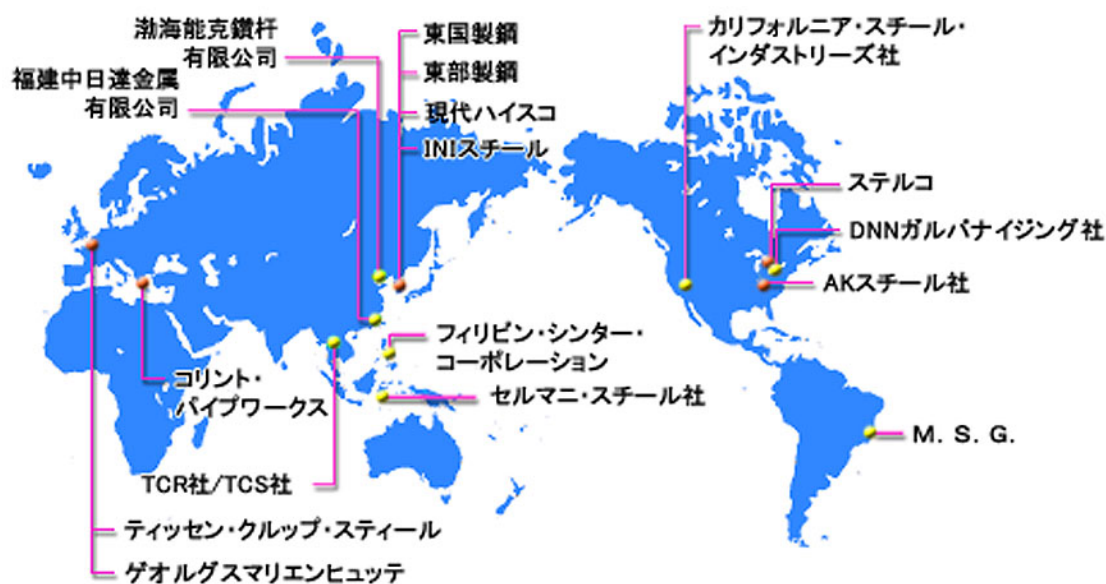 渤海能克鑽杆
有限公司
福建中日達金属
有限公司
東国製鋼
東部製鋼
現代ハイスコ
INIスチール
カリフォルニア・スチール・
インダストリーズ社
ステルコ
DNNガルバナイジング社
AKスチール社
フィリピン・シンター・
コーポレーション
セルマニ・スチール社
コリント・
パイプワークス
M. S. G.
TCR社/TCS社
ティッセン・クルップ・スティール
ゲオルグスマリエンヒュッテ